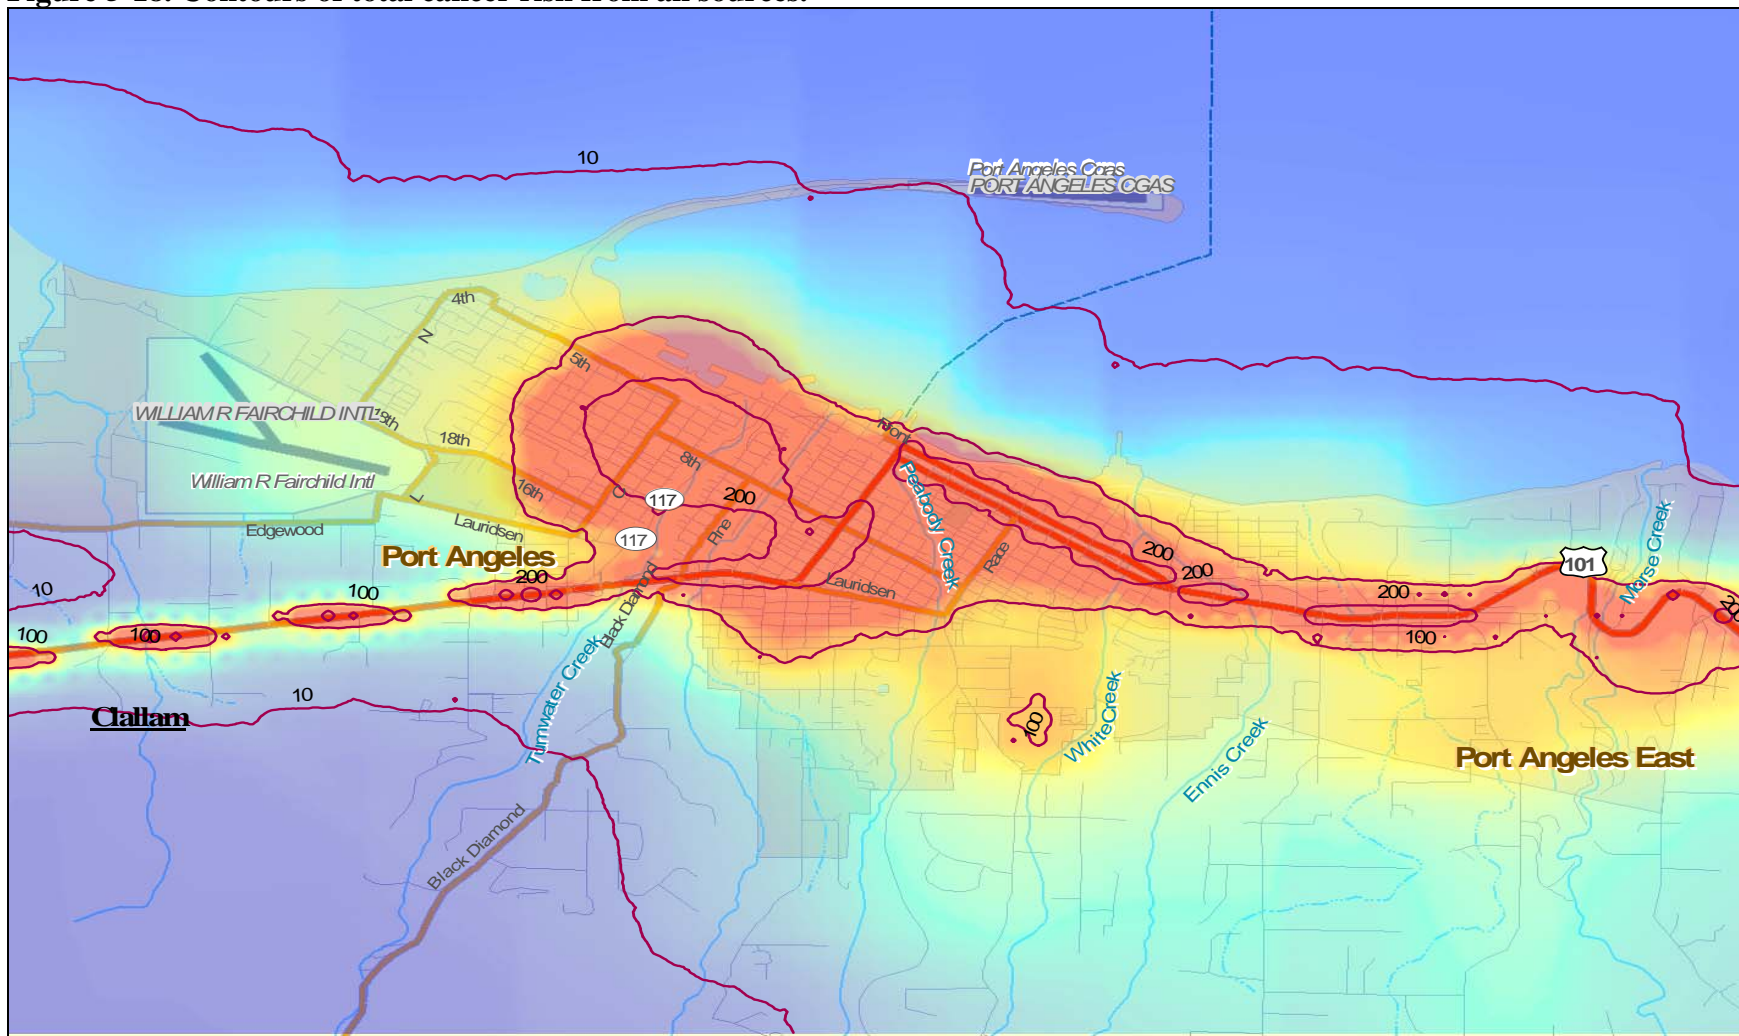 10
Port Angeles Cgas
PORT ANGELES CGAS
4th
N
5th
WILLIAM R FAIRCHILD INTL
19th
18th
Front
8th
William R Fairchild Intl
L
16th
C
117
200
Peabody Creek
Edgewood
Lauridsen
117
Pine
Race
200
101
Port Angeles
200
200
Morse Creek
10
100
200
Black Diamond
Lauridsen
200
100
100
100
10
Clallam
Tumwater Creek
100
White Creek
Ennis Creek
Port Angeles East
Black Diamond